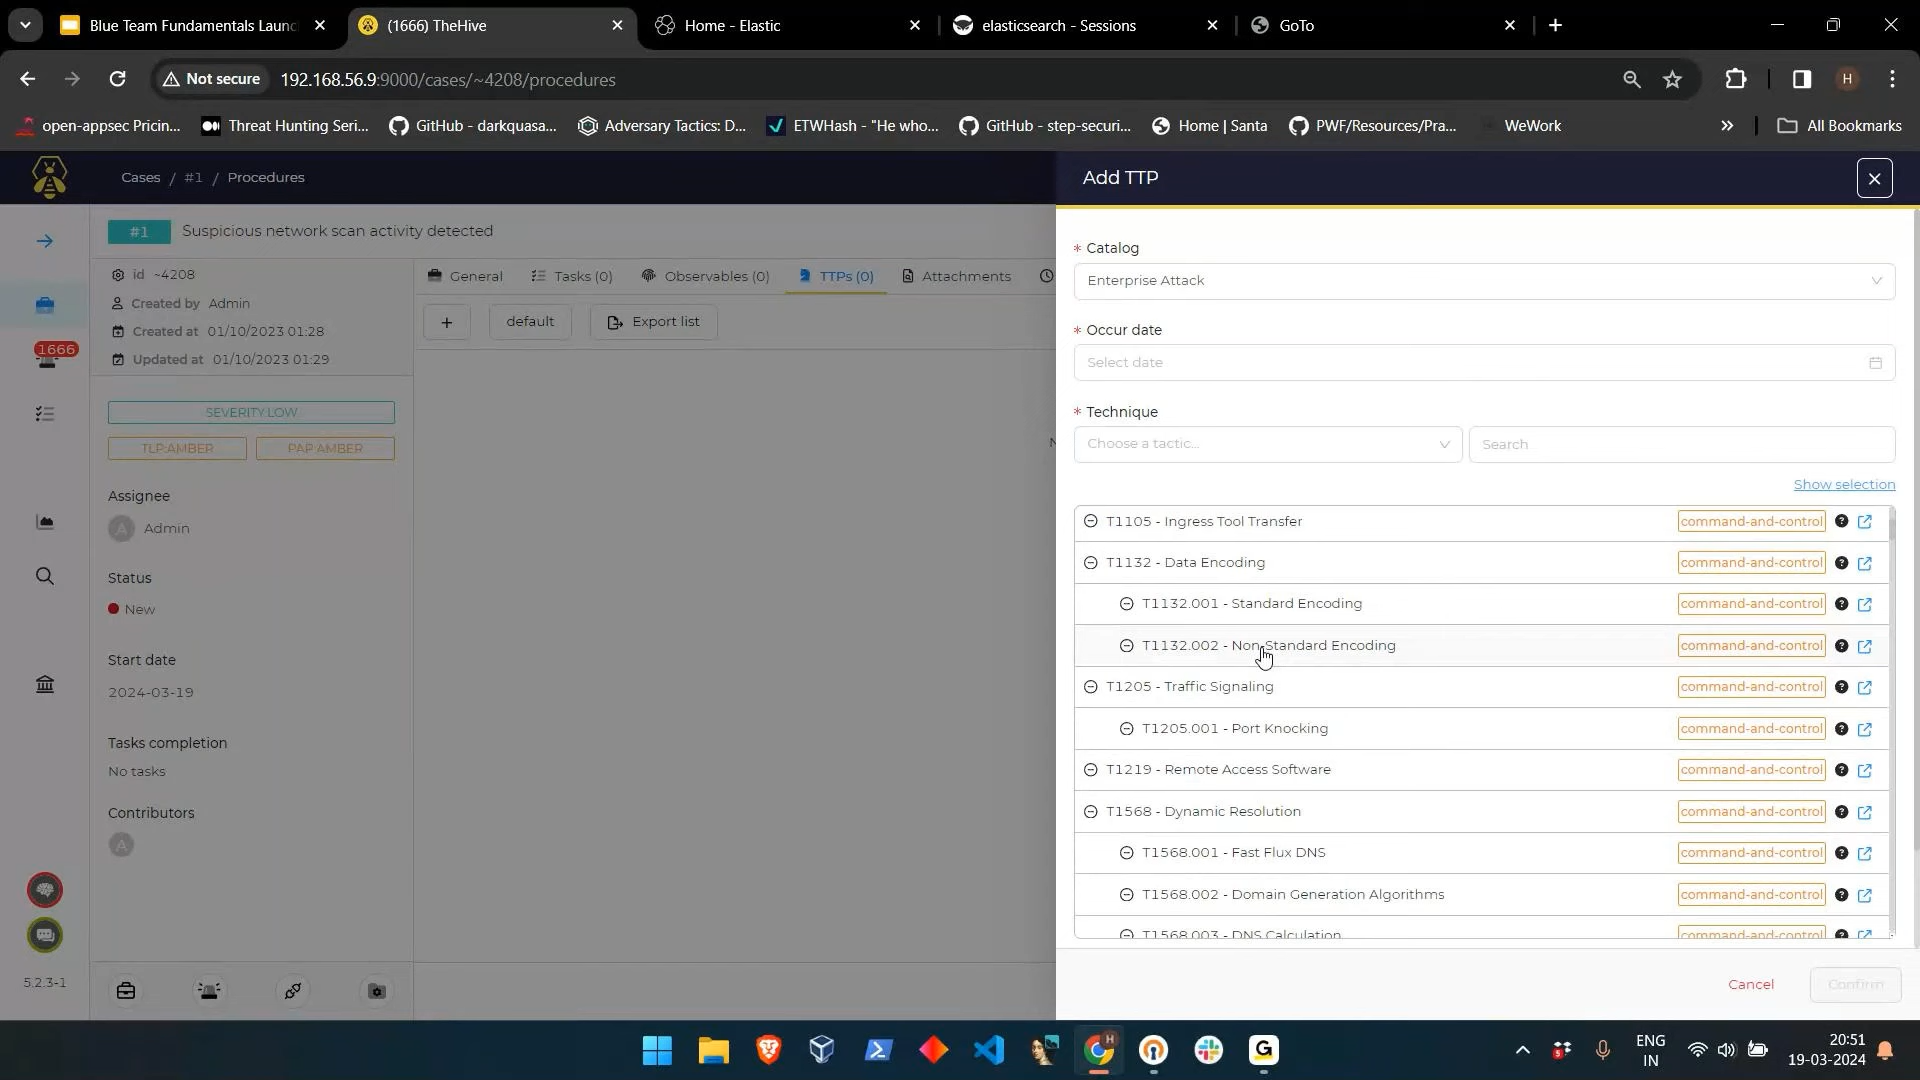 Blue Team Fundamentals Launc
(1666) TheHive
Home - Elastic
elasticsearch - Sessions
GoTo
Not secure
192.168.56.9:9000/cases/~4208/procedures
H
open-appsec Pricin...
Threat Hunting Seri...
GitHub - darkquasa...
Adversary Tactics: D...
ETWHash - "He who...
GitHub - step-securi...
Home | Santa
PWF/Resources/Pra...
WeWork
All Bookmarks
Cases / #1 / Procedures
Add TTP
#1 Suspicious network scan activity detected
id ~4208
Created by Admin
Created at 01/10/2023 01:28
Updated at 01/10/2023 01:29
1666
SEVERITY:LOW
TLP:AMBER
PAP:AMBER
Assignee
A Admin
Status
New
Start date
2024-03-19
Tasks completion
No tasks
Contributors
A
5.2.3-1
General
Tasks (0)
Observables (0)
TTPs (0)
Attachments
+
default
Export list
N
* Catalog
Enterprise Attack
* Occur date
Select date
* Technique
Choose a tactic...
Search
Show selection
T1105 - Ingress Tool Transfer command-and-control
T1132 - Data Encoding command-and-control
T1132.001 - Standard Encoding command-and-control
T1132.002 - Non-Standard Encoding command-and-control
T1205 - Traffic Signaling command-and-control
T1205.001 - Port Knocking command-and-control
T1219 - Remote Access Software command-and-control
T1568 - Dynamic Resolution command-and-control
T1568.001 - Fast Flux DNS command-and-control
T1568.002 - Domain Generation Algorithms command-and-control
T1568.003 - DNS Calculation command-and-control
Cancel
Confirm
ENG
IN
20:51
19-03-2024